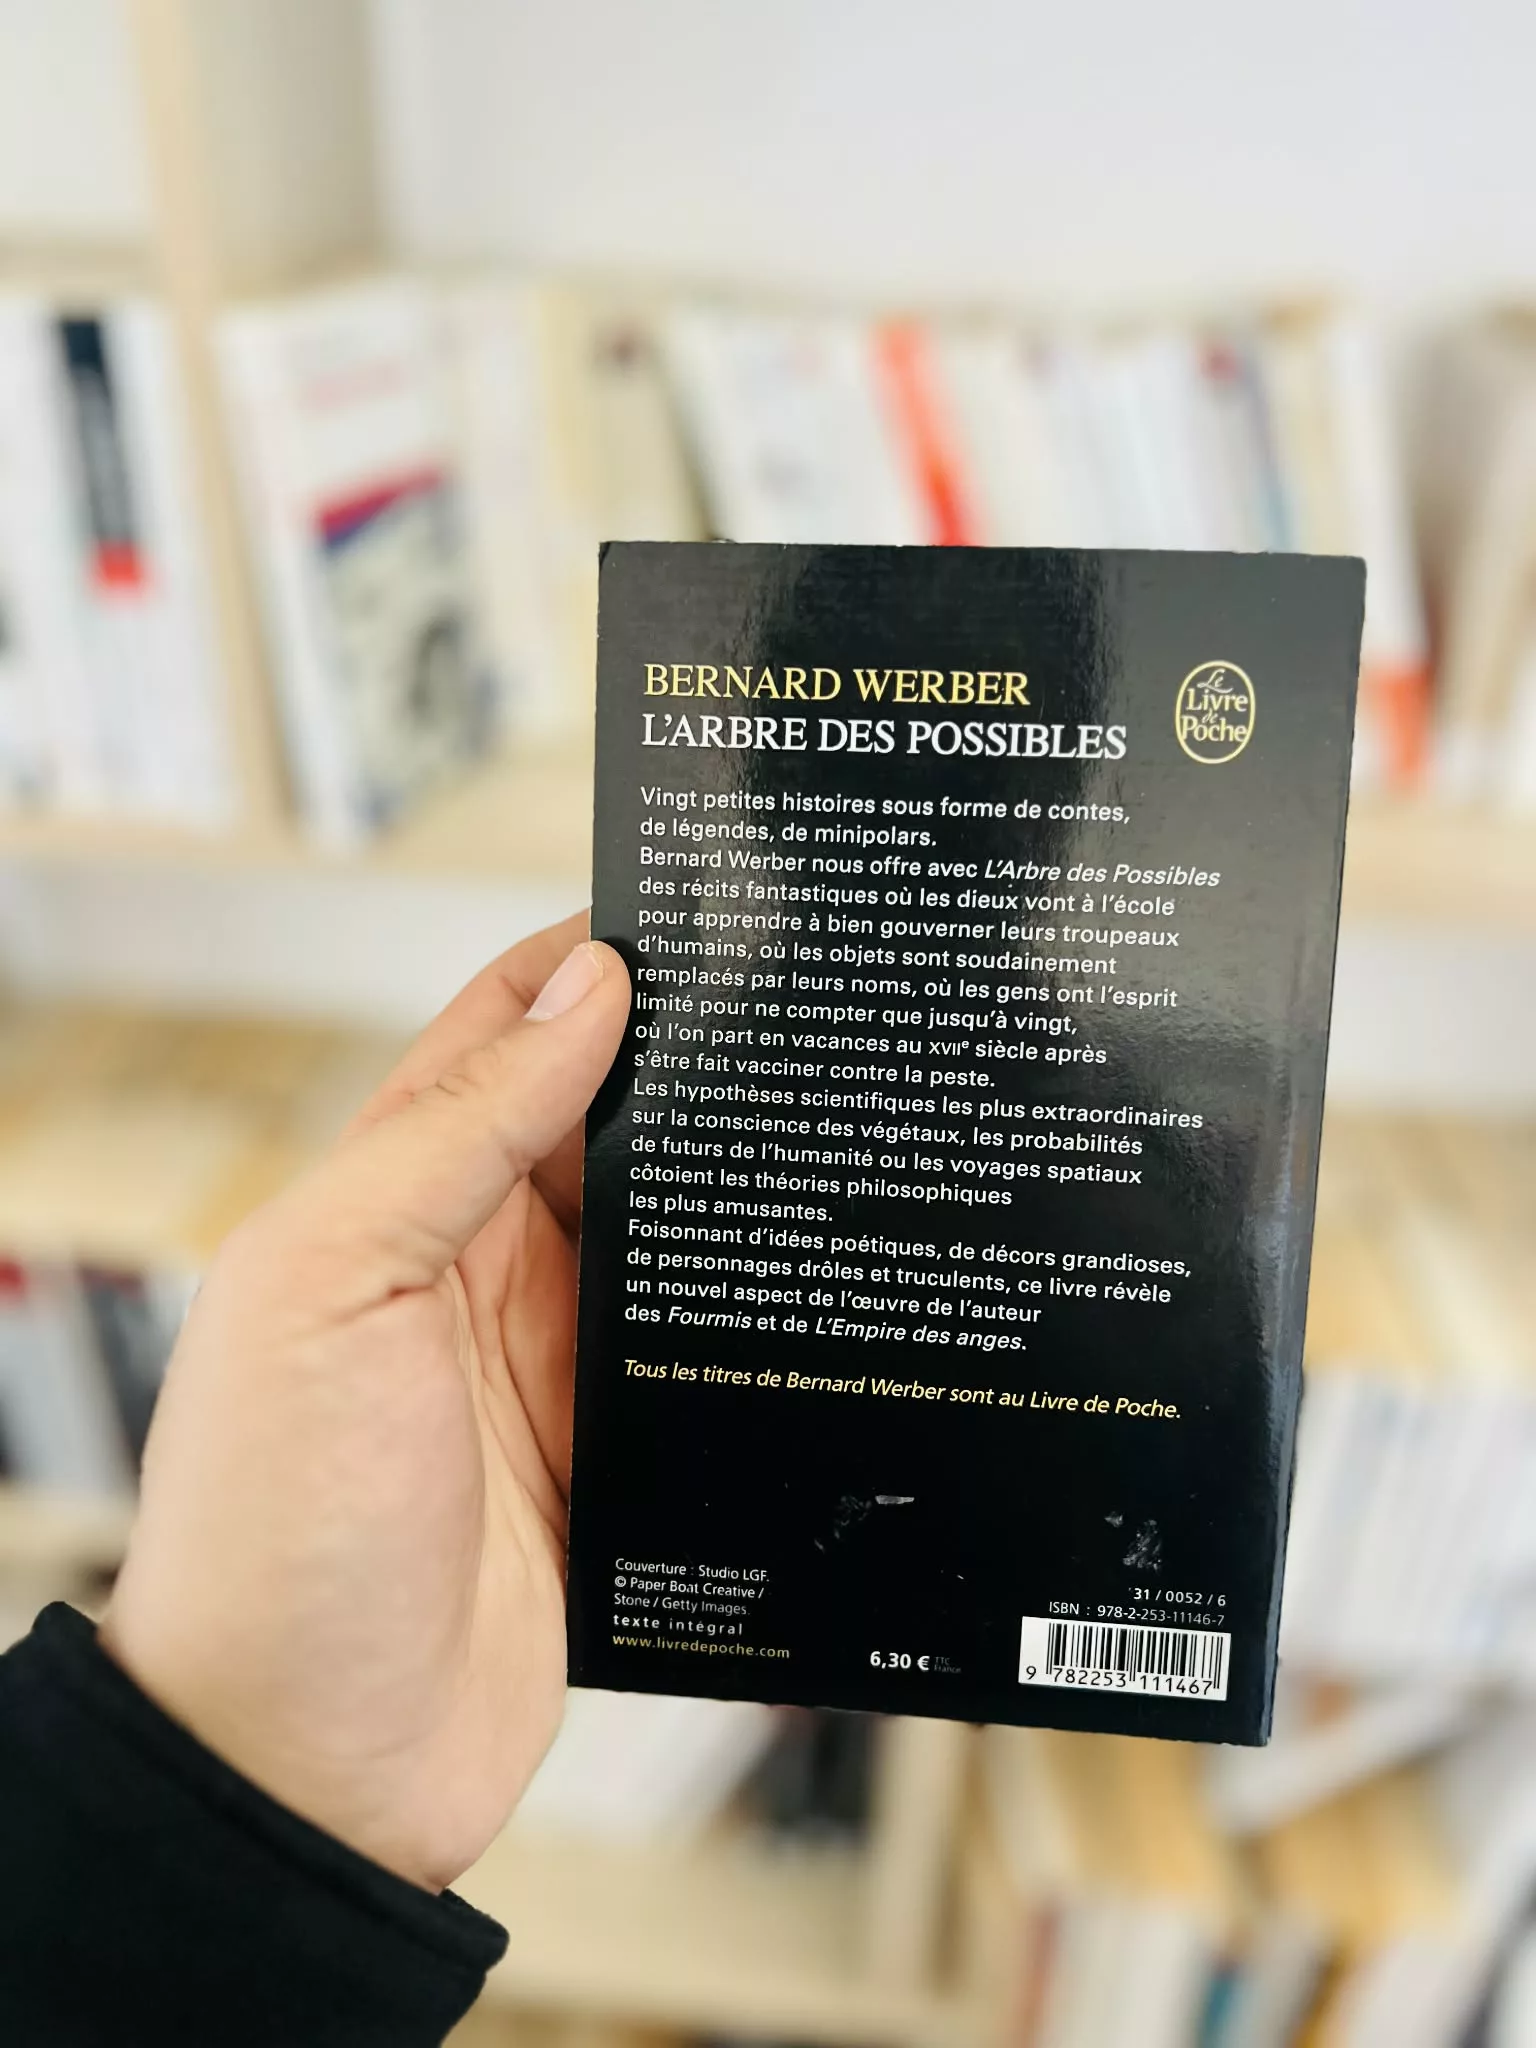 BERNARD WERBER
L'ARBRE DES POSSIBLES
Le
Livre
de
Poche
Vingt petites histoires sous forme de contes,
de légendes, de minipolars.
Bernard Werber nous offre avec L'Arbre des Possibles
des récits fantastiques où les dieux vont à l'école
pour apprendre à bien gouverner leurs troupeaux
d'humains, où les objets sont soudainement
remplacés par leurs noms, où les gens ont l'esprit
limité pour ne compter que jusqu'à vingt,
où l'on part en vacances au XVIIe siècle après
s'être fait vacciner contre la peste.
Les hypothèses scientifiques les plus extraordinaires
sur la conscience des végétaux, les probabilités
de futurs de l'humanité ou les voyages spatiaux
côtoient les théories philosophiques
les plus amusantes.
Foisonnant d'idées poétiques, de décors grandioses,
de personnages drôles et truculents, ce livre révèle
un nouvel aspect de l'œuvre de l'auteur
des Fourmis et de L'Empire des anges.
Tous les titres de Bernard Werber sont au Livre de Poche.
Couverture : Studio LGF.
© Paper Boat Creative /
Stone / Getty Images.
texte intégral
www.livredepoche.com
6,30 € TTC
France
31 / 0052 / 6
ISBN : 978-2-253-11146-7
9 782253 111467